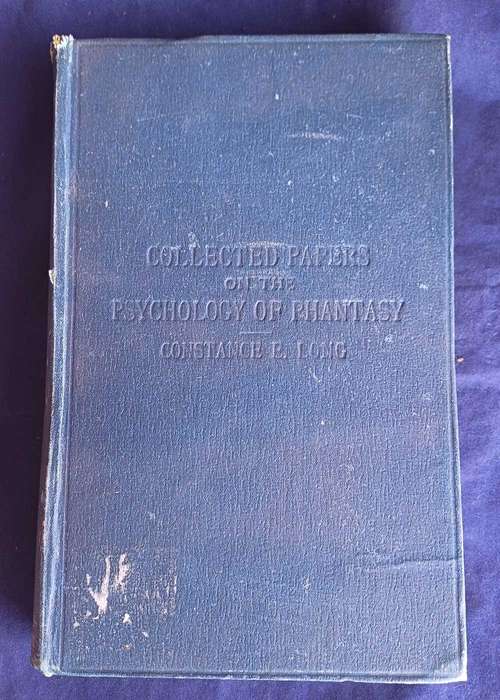 COLLECTED PAPERS
ON THE
PSYCHOLOGY OF PHANTASY
CONSTANCE E. LONG